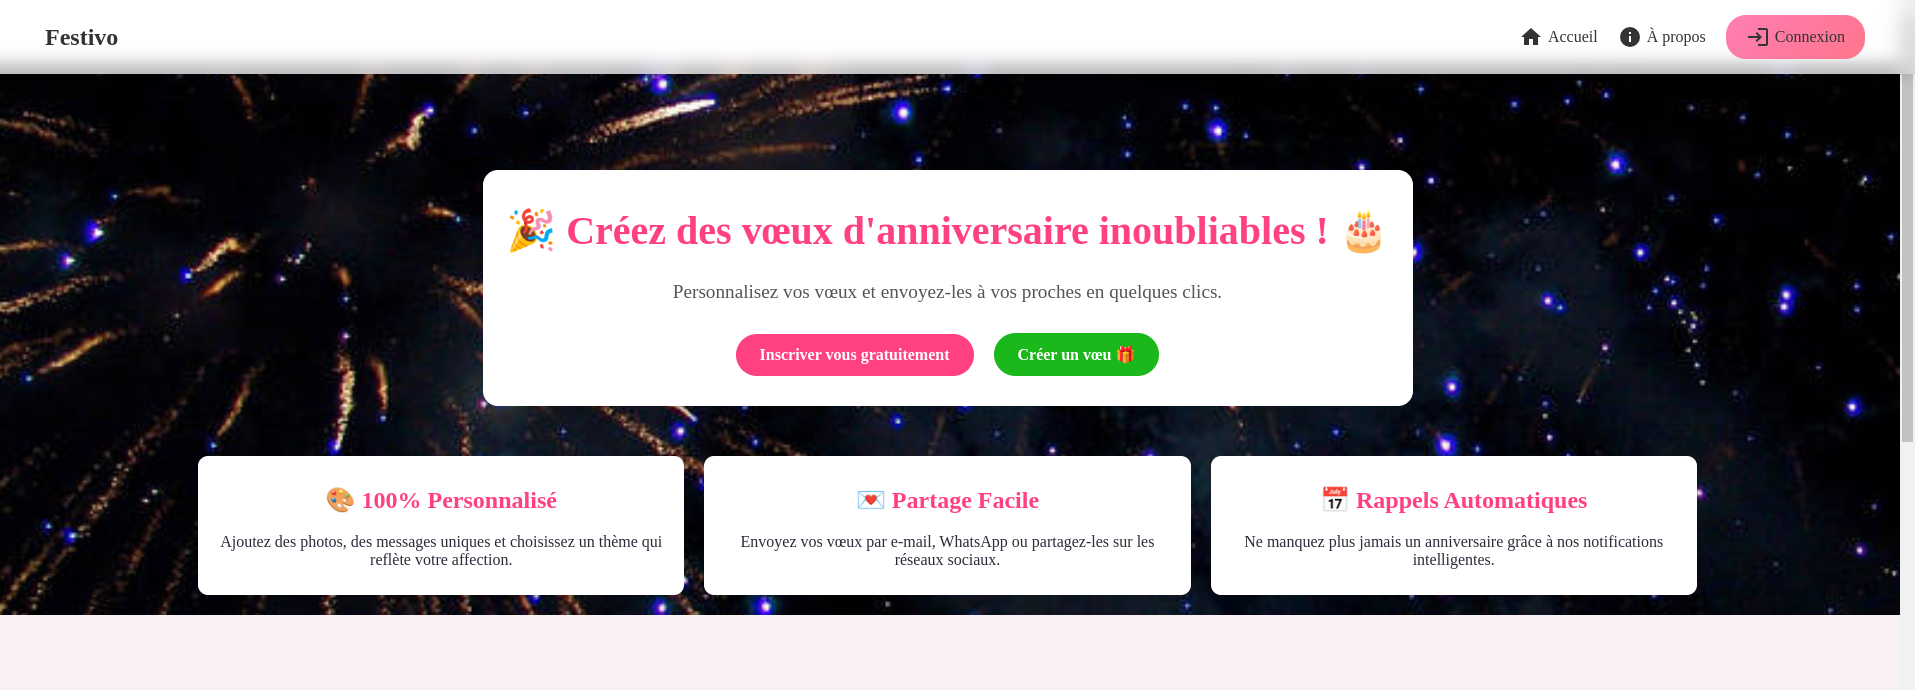 Festivo
Accueil
À propos
Connexion
🎉 Créez des vœux d'anniversaire inoubliables ! 🎂
Personnalisez vos vœux et envoyez-les à vos proches en quelques clics.
Inscriver vous gratuitement
Créer un vœu 🎁
🎨 100% Personnalisé
Ajoutez des photos, des messages uniques et choisissez un thème qui
reflète votre affection.
💌 Partage Facile
Envoyez vos vœux par e-mail, WhatsApp ou partagez-les sur les
réseaux sociaux.
📅 Rappels Automatiques
Ne manquez plus jamais un anniversaire grâce à nos notifications
intelligentes.